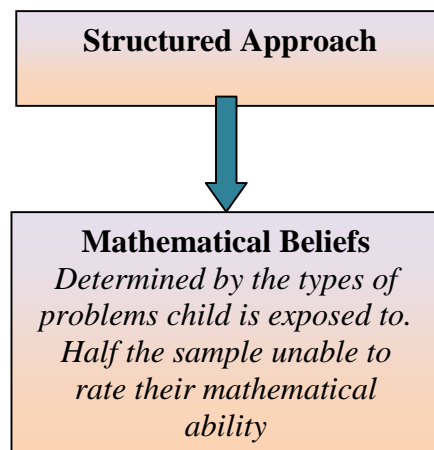 Structured Approach
Mathematical Beliefs
Determined by the types of
problems child is exposed to.
Half the sample unable to
rate their mathematical
ability